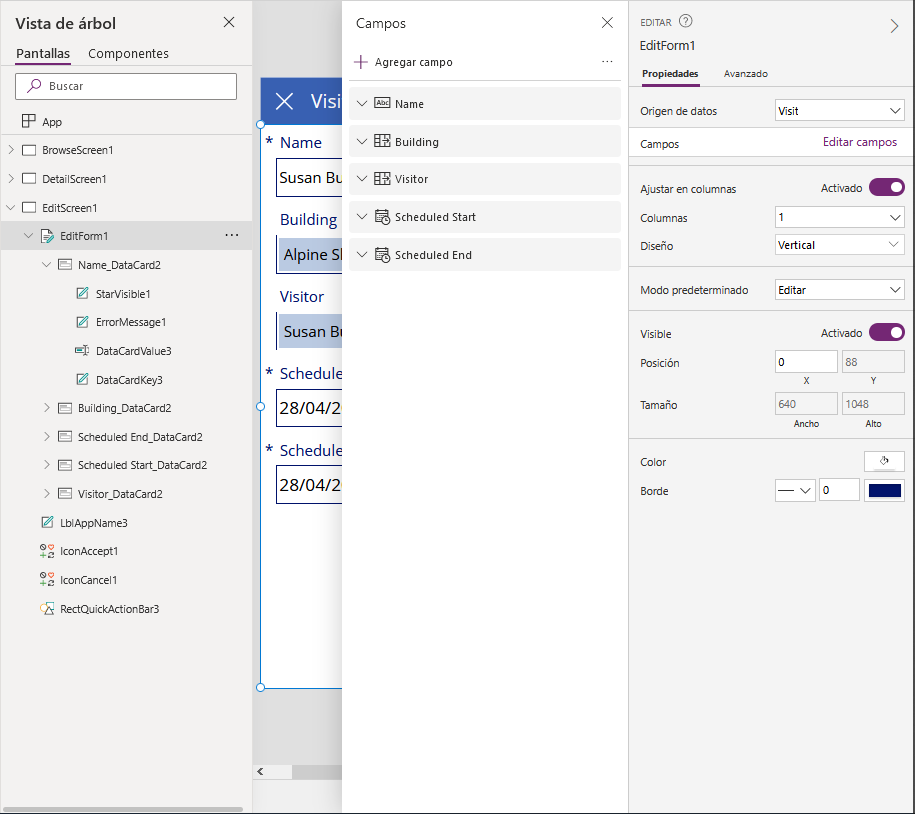 Vista de árbol
Pantallas
Componentes
Buscar
App
BrowseScreen1
DetailScreen1
EditScreen1
EditForm1
Name_DataCard2
StarVisible1
ErrorMessage1
DataCardValue3
DataCardKey3
Building_DataCard2
Scheduled End_DataCard2
Scheduled Start_DataCard2
Visitor_DataCard2
LblAppName3
IconAccept1
IconCancel1
RectQuickActionBar3
Visi
* Name
Susan Bu
Building
Alpine Sl
Visitor
Susan Bu
* Schedule
28/04/20
* Schedule
28/04/20
Campos
Agregar campo
Abc Name
Building
Visitor
Scheduled Start
Scheduled End
EDITAR
EditForm1
Propiedades
Avanzado
Origen de datos
Visit
Campos
Editar campos
Ajustar en columnas
Activado
Columnas
1
Diseño
Vertical
Modo predeterminado
Editar
Visible
Activado
Posición
0
88
X
Y
Tamaño
640
1048
Ancho
Alto
Color
Borde
0